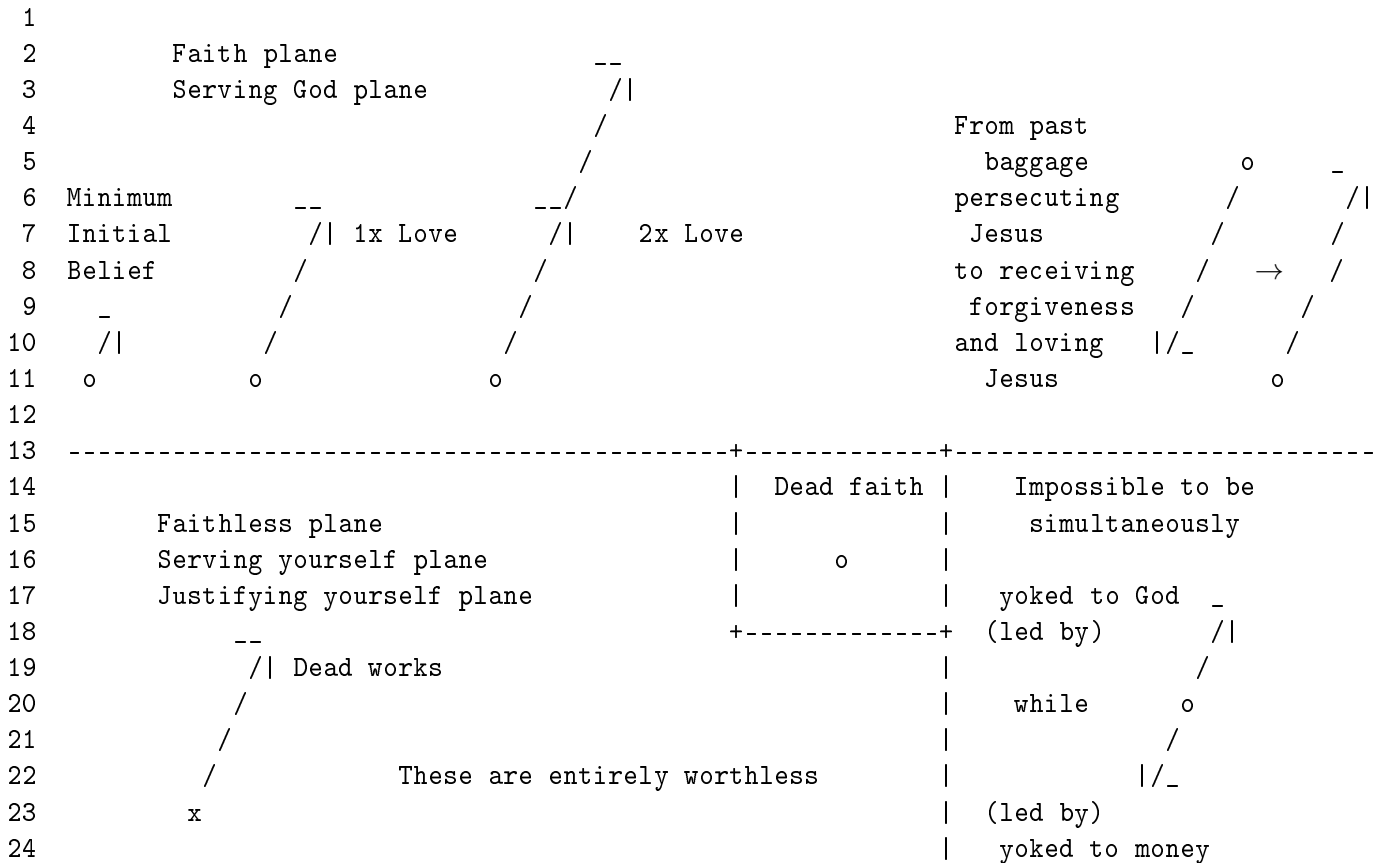 1
2         Faith plane                 __
3         Serving God plane            /|
4                                     /                       From past
5                                    /                          baggage          o     _
6  Minimum        __              __/                         persecuting       /       /|
7  Initial         /| 1x Love      /|    2x Love               Jesus           /       /
8  Belief         /               /                           to receiving    /   →   /
9    _           /               /                             forgiveness   /       /
10   /|         /               /                             and loving   |/_      /
11  o          o               o                                Jesus              o
12
13 --------------------------------------------+-------------+----------------------------
14                                             |  Dead faith |    Impossible to be
15       Faithless plane                       |             |     simultaneously
16       Serving yourself plane                |      o      |
17       Justifying yourself plane             |             |   yoked to God  _
18            __                               +-------------+  (led by)       /|
19             /| Dead works                                 |                /
20            /                                              |    while      o
21           /                                               |              /
22          /            These are entirely worthless        |            |/_
23         x                                                 |  (led by)
24                                                           |   yoked to money